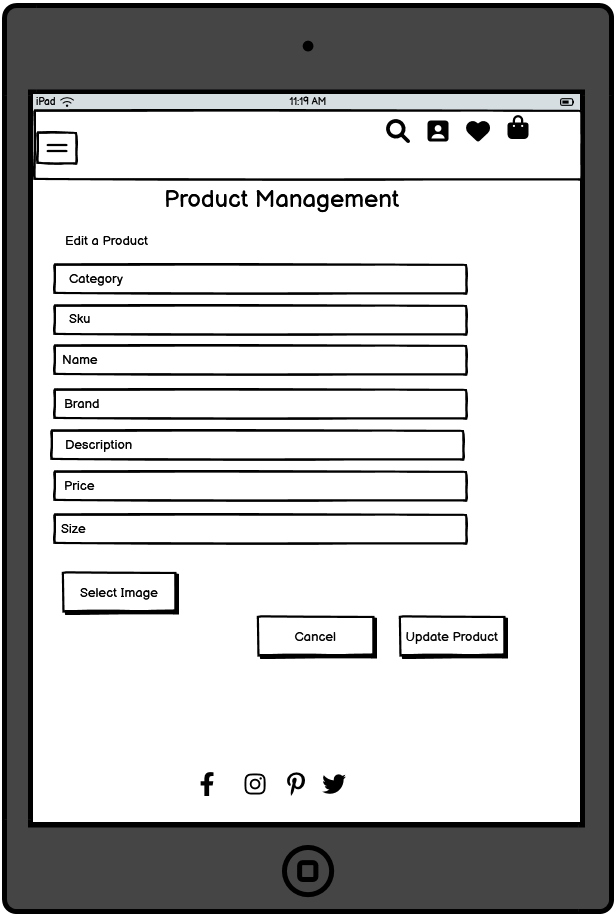 iPad 11:19 AM
Product Management
Edit a Product
Category
Sku
Name
Brand
Description
Price
Size
Select Image
Cancel Update Product